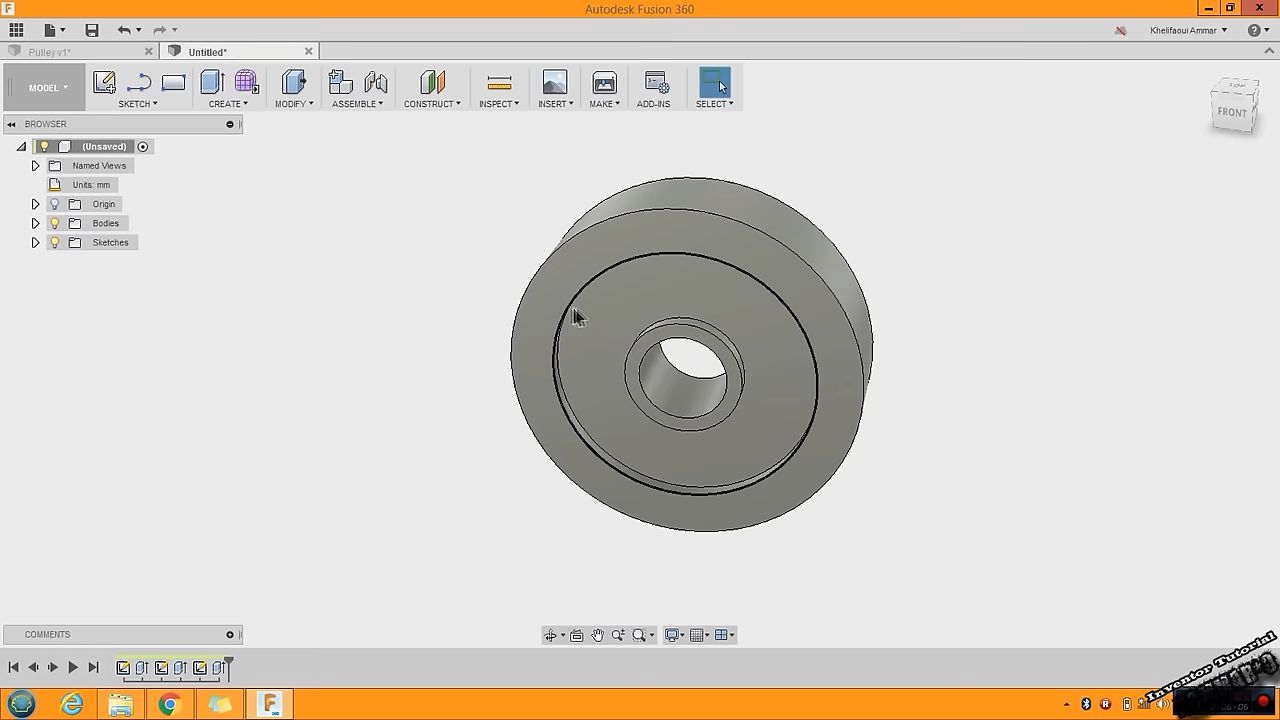 Autodesk Fusion 360
Khelifaoui Ammar
Pulley v1*
Untitled*
MODEL
SKETCH
CREATE
MODIFY
ASSEMBLE
CONSTRUCT
INSPECT
INSERT
MAKE
ADD-INS
SELECT
TOP
FRONT
BROWSER
(Unsaved)
Named Views
Units: mm
Origin
Bodies
Sketches
COMMENTS
Inventor Tutorial